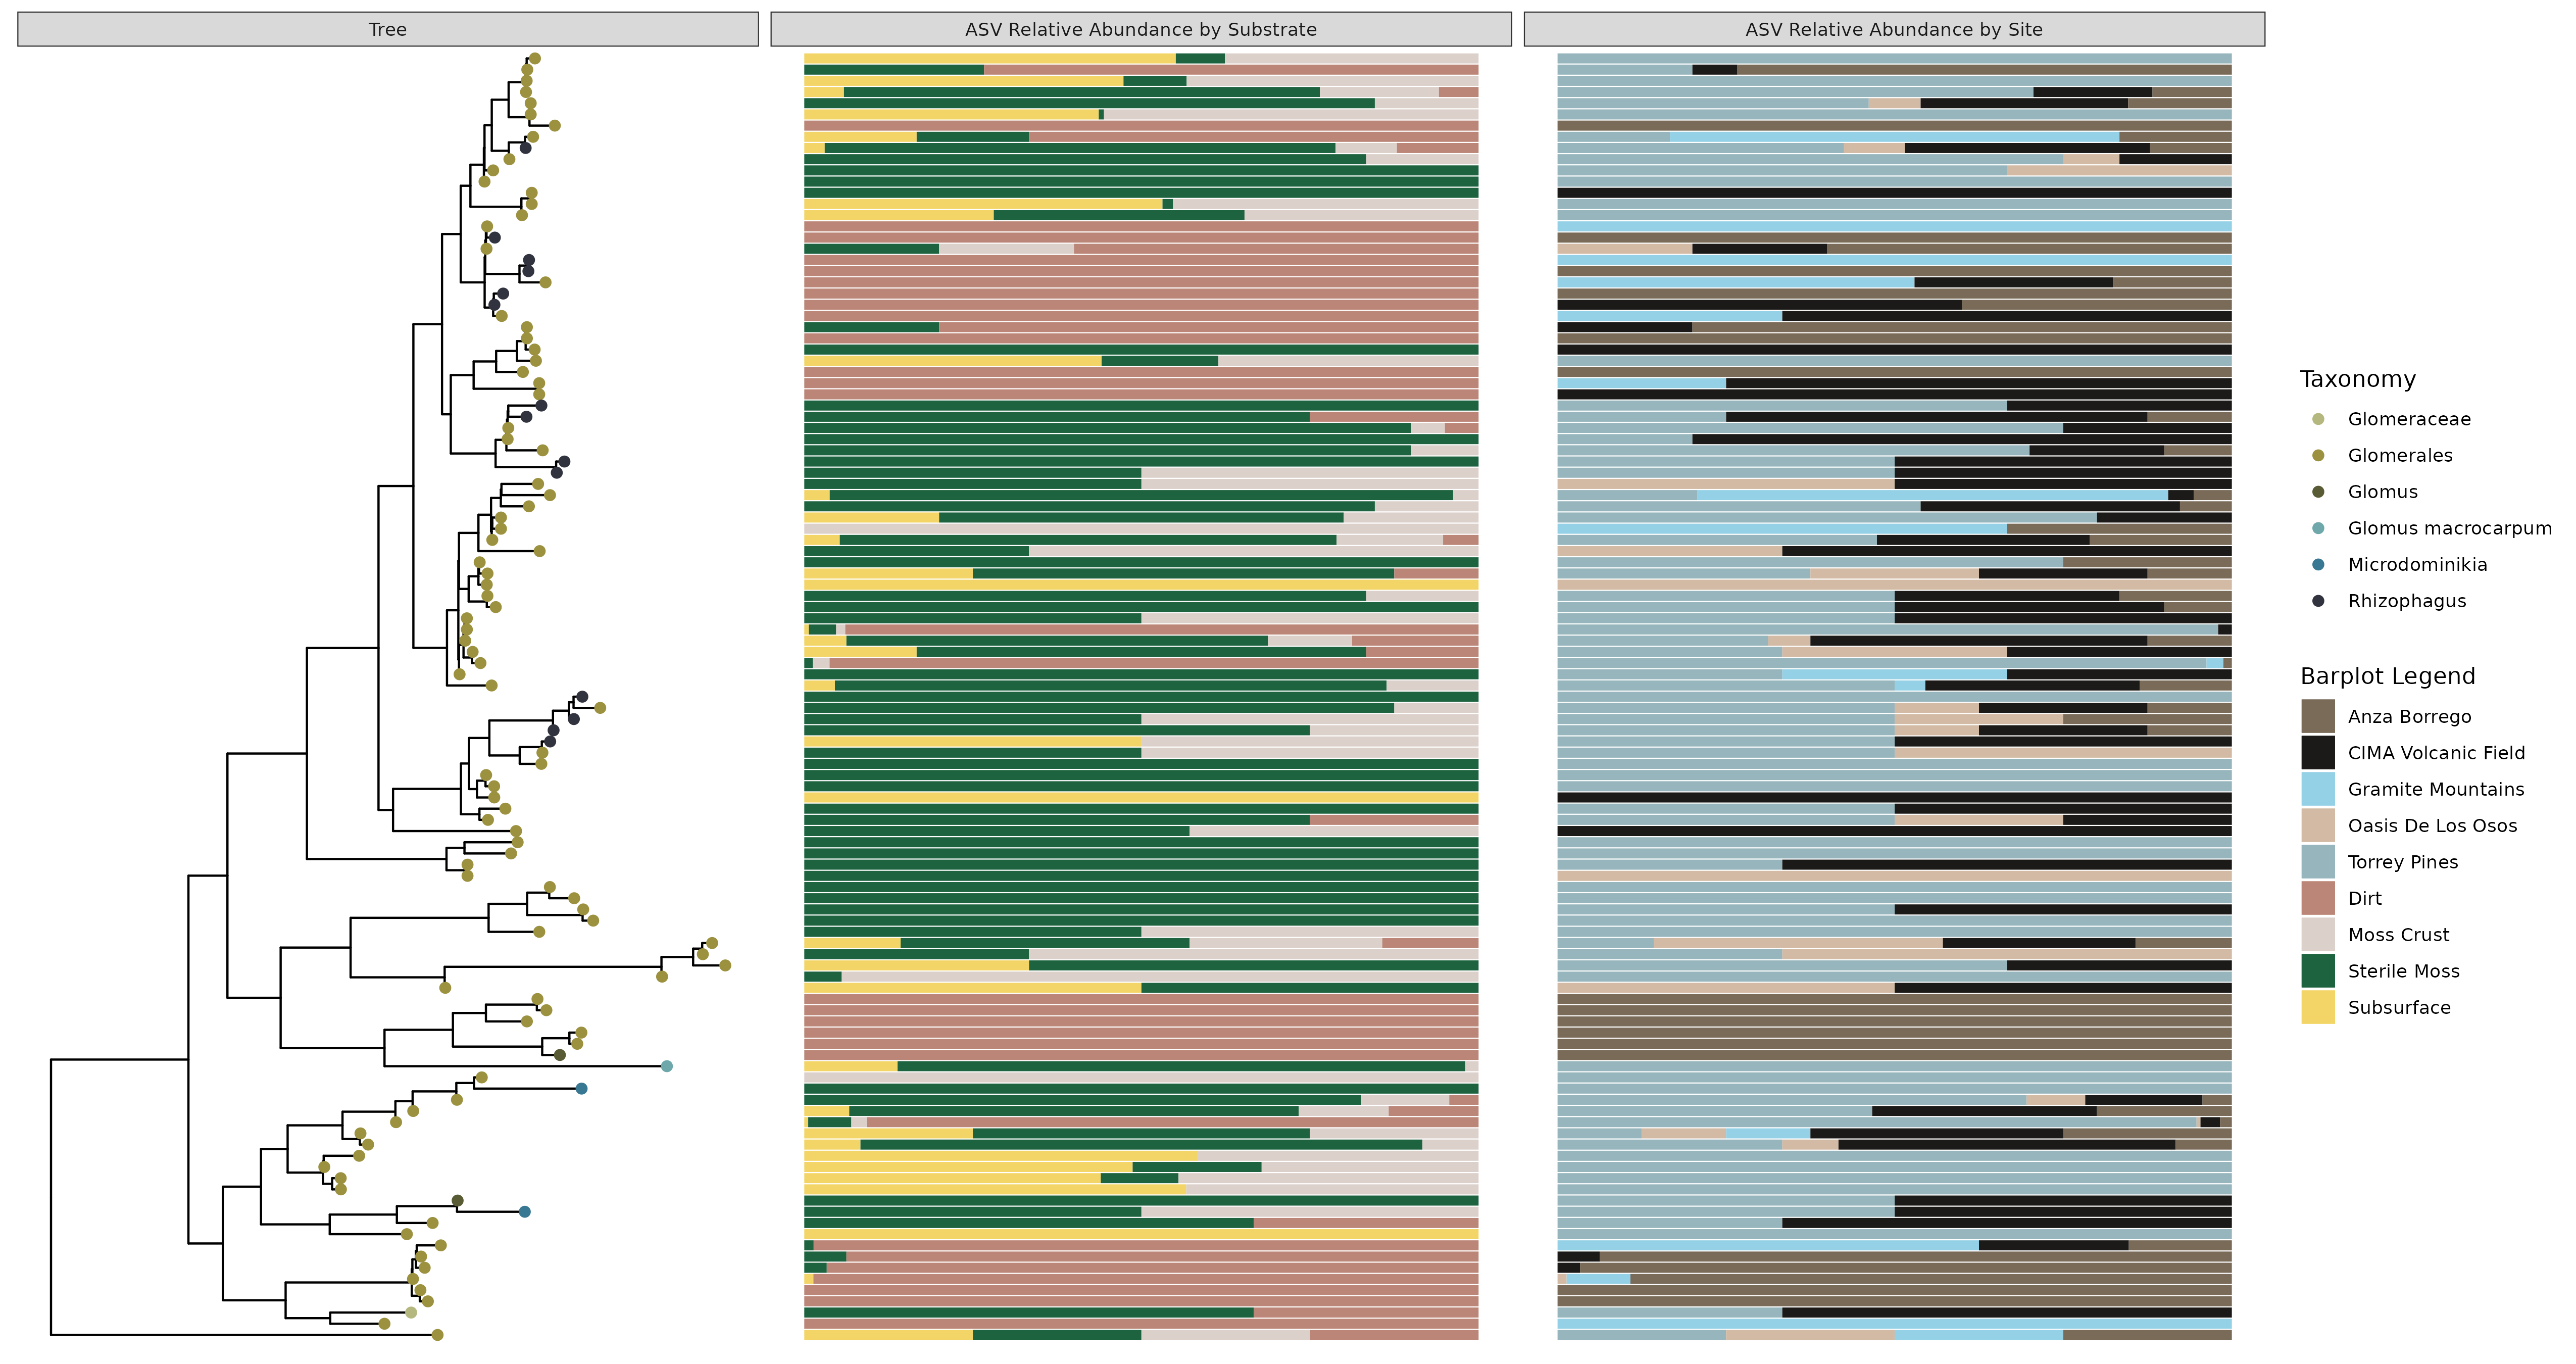 Tree
ASV Relative Abundance by Substrate
ASV Relative Abundance by Site
Taxonomy
Glomeraceae
Glomerales
Glomus
Glomus macrocarpum
Microdominikia
Rhizophagus
Barplot Legend
Anza Borrego
CIMA Volcanic Field
Gramite Mountains
Oasis De Los Osos
Torrey Pines
Dirt
Moss Crust
Sterile Moss
Subsurface